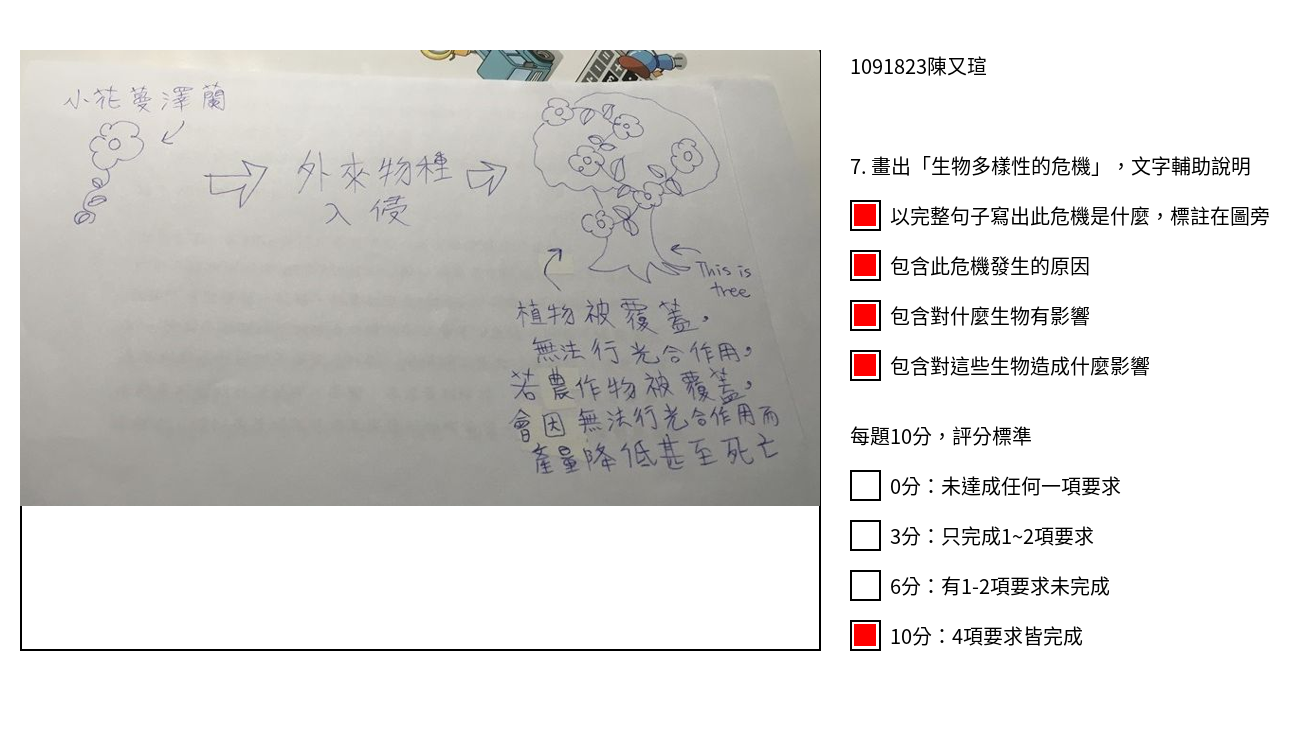 小花蔓澤蘭
外來物種
入侵
This is
tree
植物被覆蓋，
無法行光合作用，
若農作物被覆蓋，
會因無法行光合作用而
產量降低甚至死亡
1091823陳又瑄
7. 畫出「生物多樣性的危機」，文字輔助說明
以完整句子寫出此危機是什麼，標註在圖旁
包含此危機發生的原因
包含對什麼生物有影響
包含對這些生物造成什麼影響
每題10分，評分標準
0分：未達成任何一項要求
3分：只完成1~2項要求
6分：有1-2項要求未完成
10分：4項要求皆完成